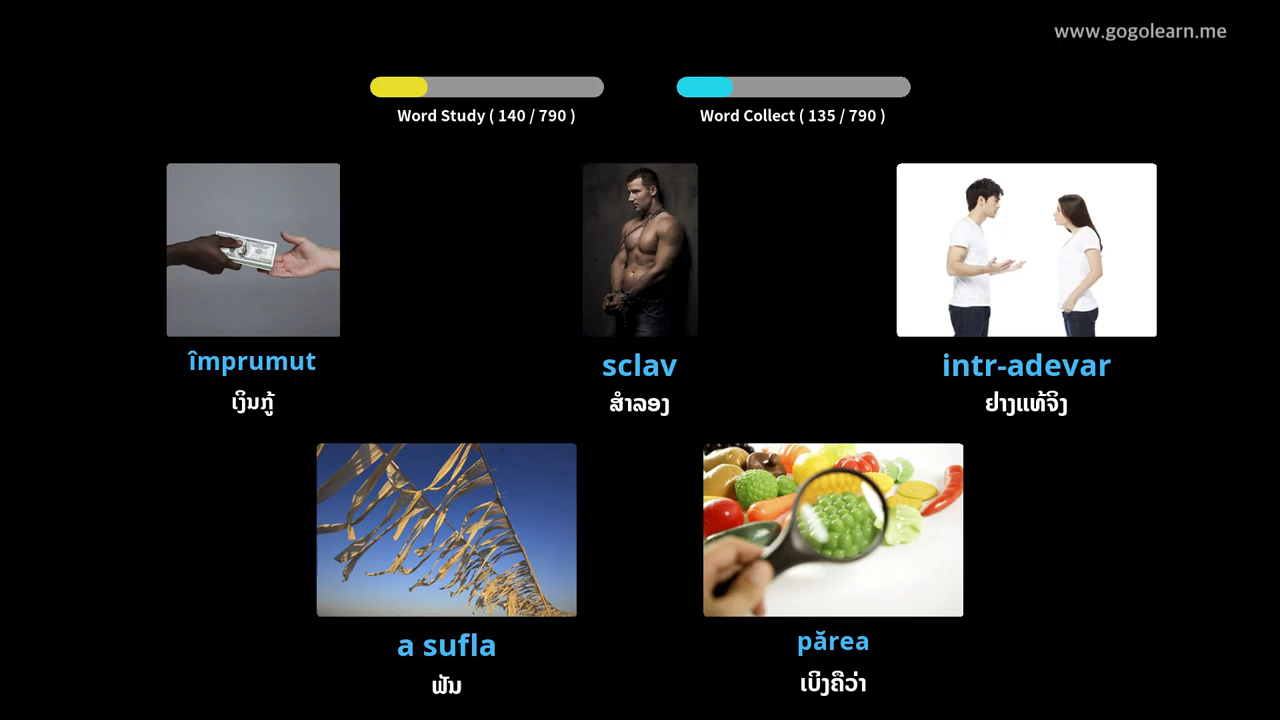 www.gogolearn.me
Word Study ( 140 / 790 )
Word Collect ( 135 / 790 )
împrumut
ເງິນກູ້
sclav
ສຳລອງ
intr-adevar
ຢ່າງແທ້ຈິງ
a sufla
ຟັນ
părea
ເບິ່ງຄືວ່າ